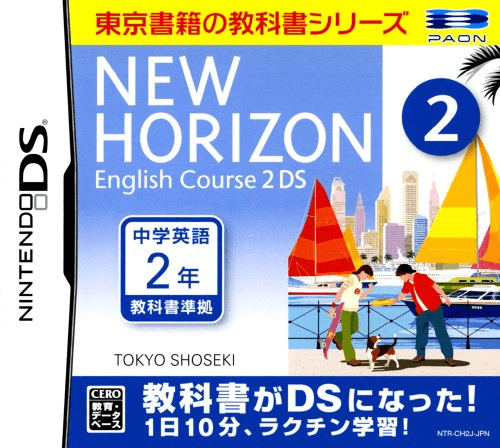 東京書籍の教科書シリーズ
PAON
NEW
HORIZON
English Course 2 DS
2
NINTENDO DS
中学英語
2年
教科書準拠
TOKYO SHOSEKI
CERO
教育・
データ
ベース
教科書がDSになった!
1日10分、ラクチン学習!
NTR-CH2J-JPN